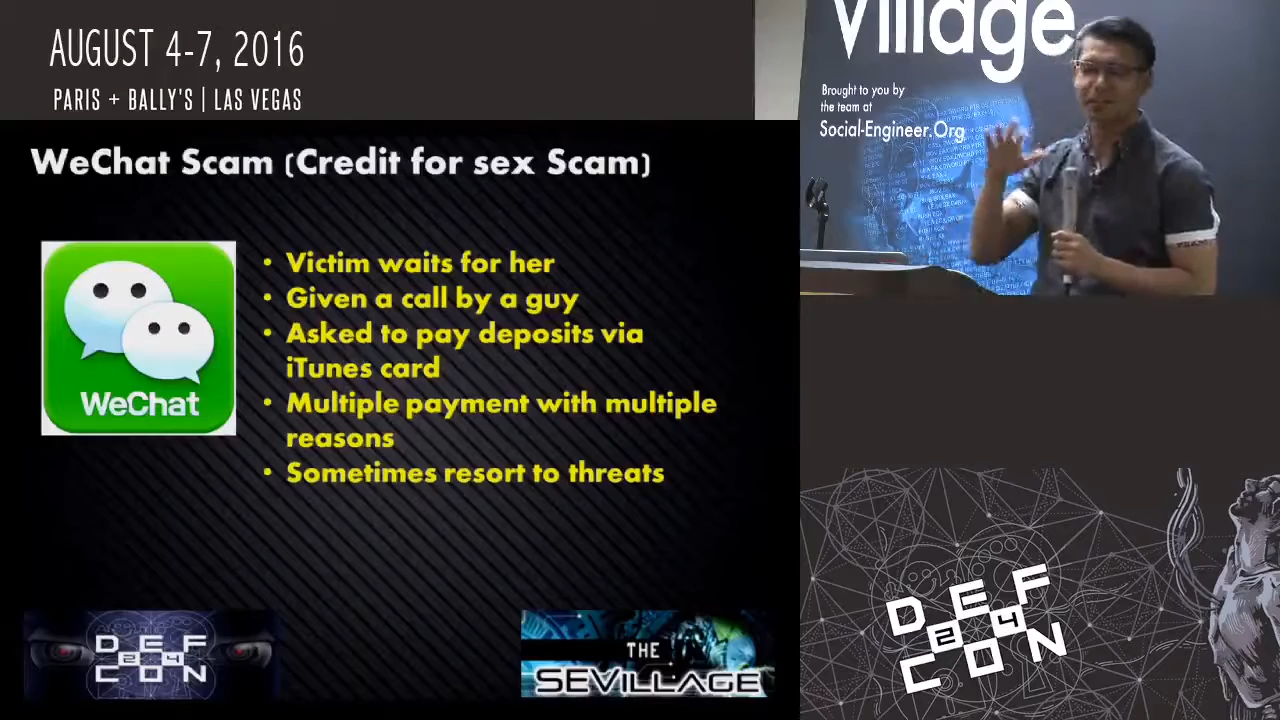 AUGUST 4-7, 2016
PARIS + BALLY'S | LAS VEGAS
Village
Brought to you by
the team at
Social-Engineer.Org
WeChat Scam (Credit for sex Scam)
WeChat
• Victim waits for her
• Given a call by a guy
• Asked to pay deposits via
iTunes card
• Multiple payment with multiple
reasons
• Sometimes resort to threats
DEF
24
CON
THE
SEVILLAGE
DEF
24
CON